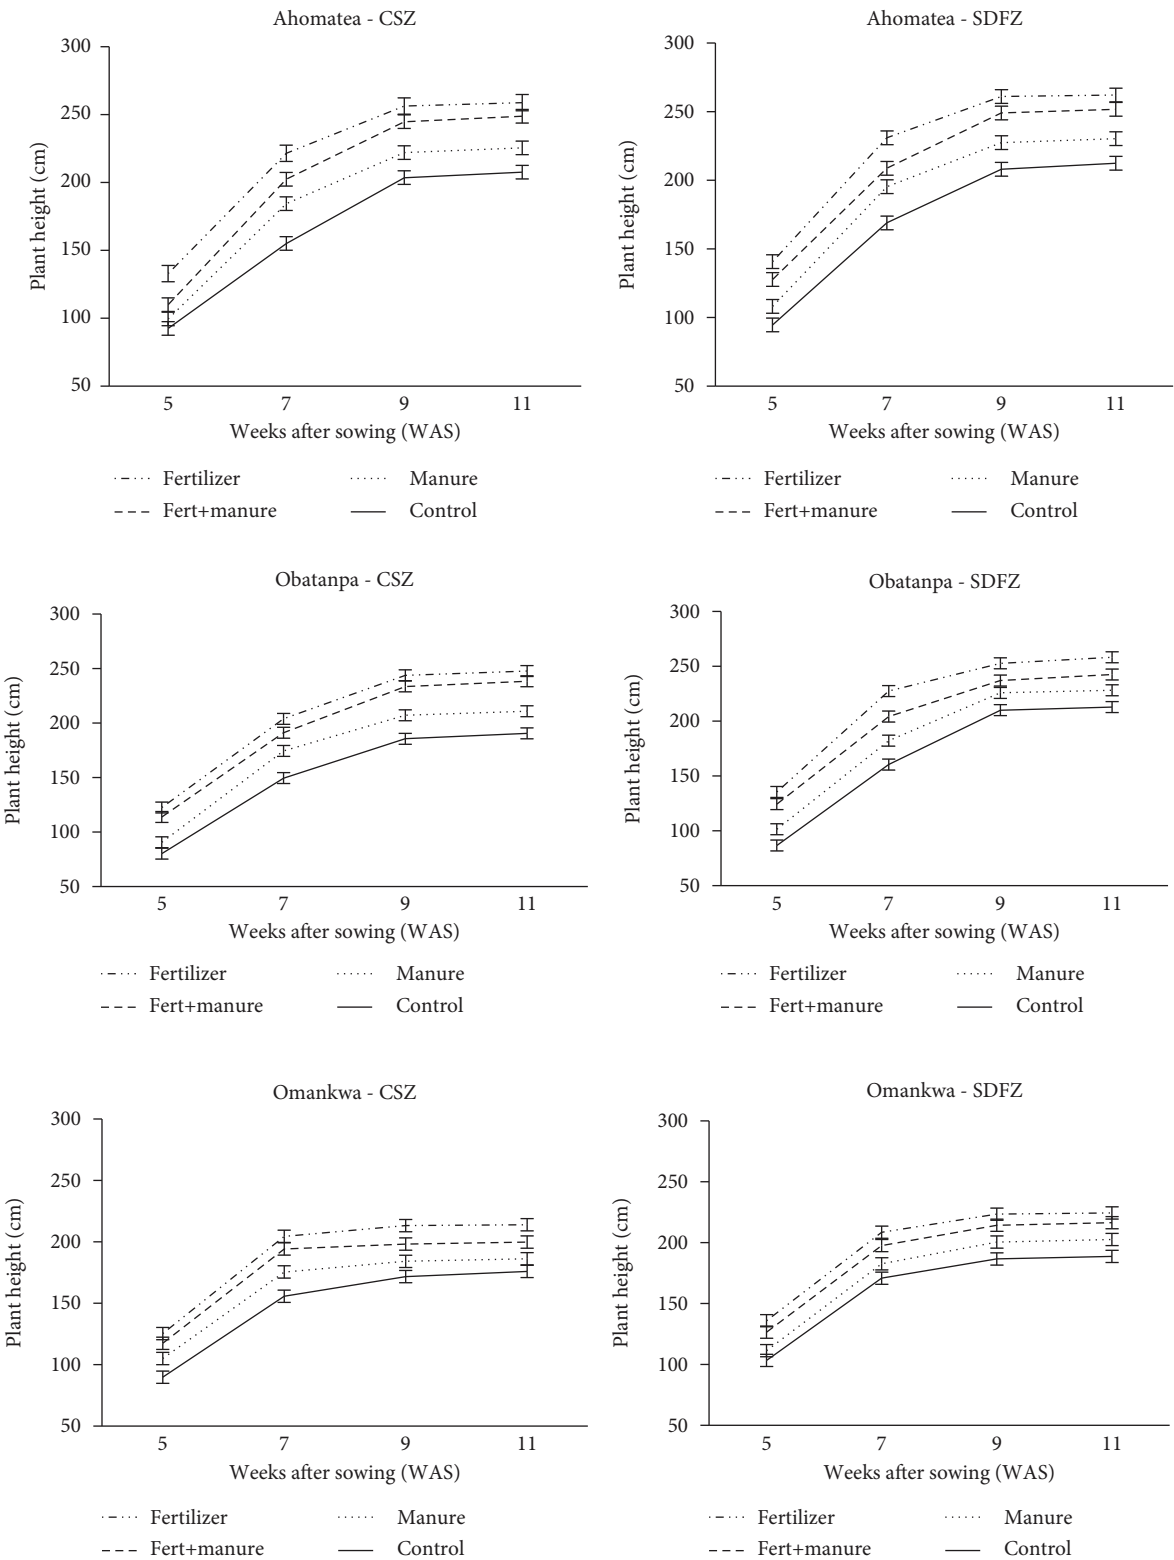 Ahomatea - CSZ
300
250
200
150
100
50
Plant height (cm)
5 7 9 11
Weeks after sowing (WAS)
Fertilizer Manure
Fert+manure Control
Ahomatea - SDFZ
300
250
200
150
100
50
Plant height (cm)
5 7 9 11
Weeks after sowing (WAS)
Fertilizer Manure
Fert+manure Control
Obatanpa - CSZ
300
250
200
150
100
50
Plant height (cm)
5 7 9 11
Weeks after sowing (WAS)
Fertilizer Manure
Fert+manure Control
Obatanpa - SDFZ
300
250
200
150
100
50
Plant height (cm)
5 7 9 11
Weeks after sowing (WAS)
Fertilizer Manure
Fert+manure Control
Omankwa - CSZ
300
250
200
150
100
50
Plant height (cm)
5 7 9 11
Weeks after sowing (WAS)
Fertilizer Manure
Fert+manure Control
Omankwa - SDFZ
300
250
200
150
100
50
Plant height (cm)
5 7 9 11
Weeks after sowing (WAS)
Fertilizer Manure
Fert+manure Control